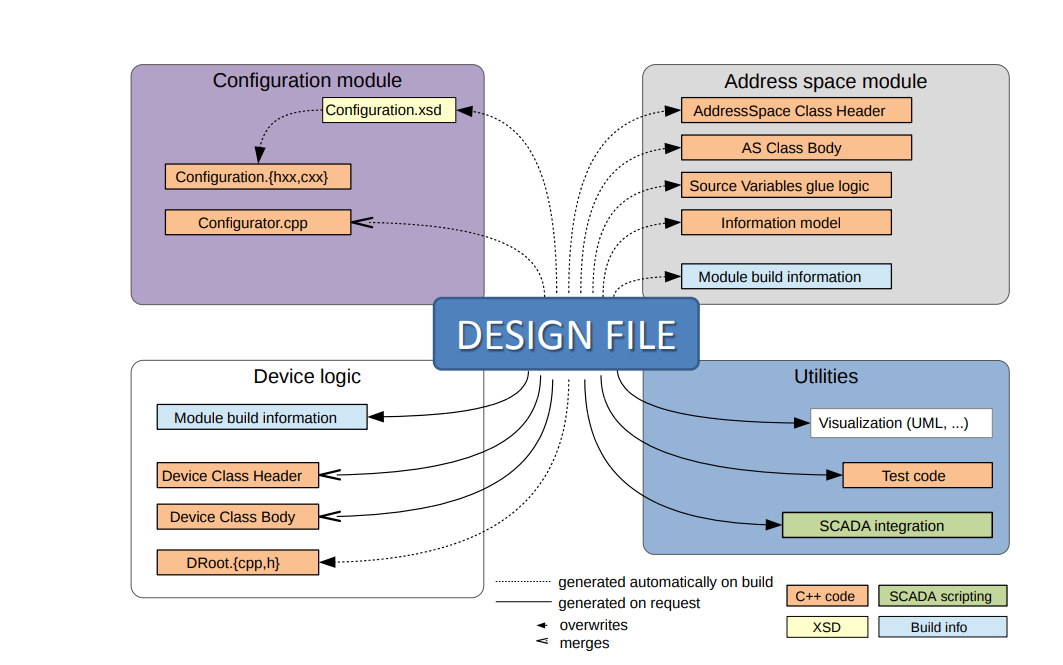 Configuration module
Configuration.xsd
Configuration.{hxx,cxx}
Configurator.cpp
Address space module
AddressSpace Class Header
AS Class Body
Source Variables glue logic
Information model
Module build information
DESIGN FILE
Device logic
Module build information
Device Class Header
Device Class Body
DRoot.{cpp,h}
Utilities
Visualization (UML, ...)
Test code
SCADA integration
generated automatically on build
generated on request
overwrites
merges
C++ code
SCADA scripting
XSD
Build info